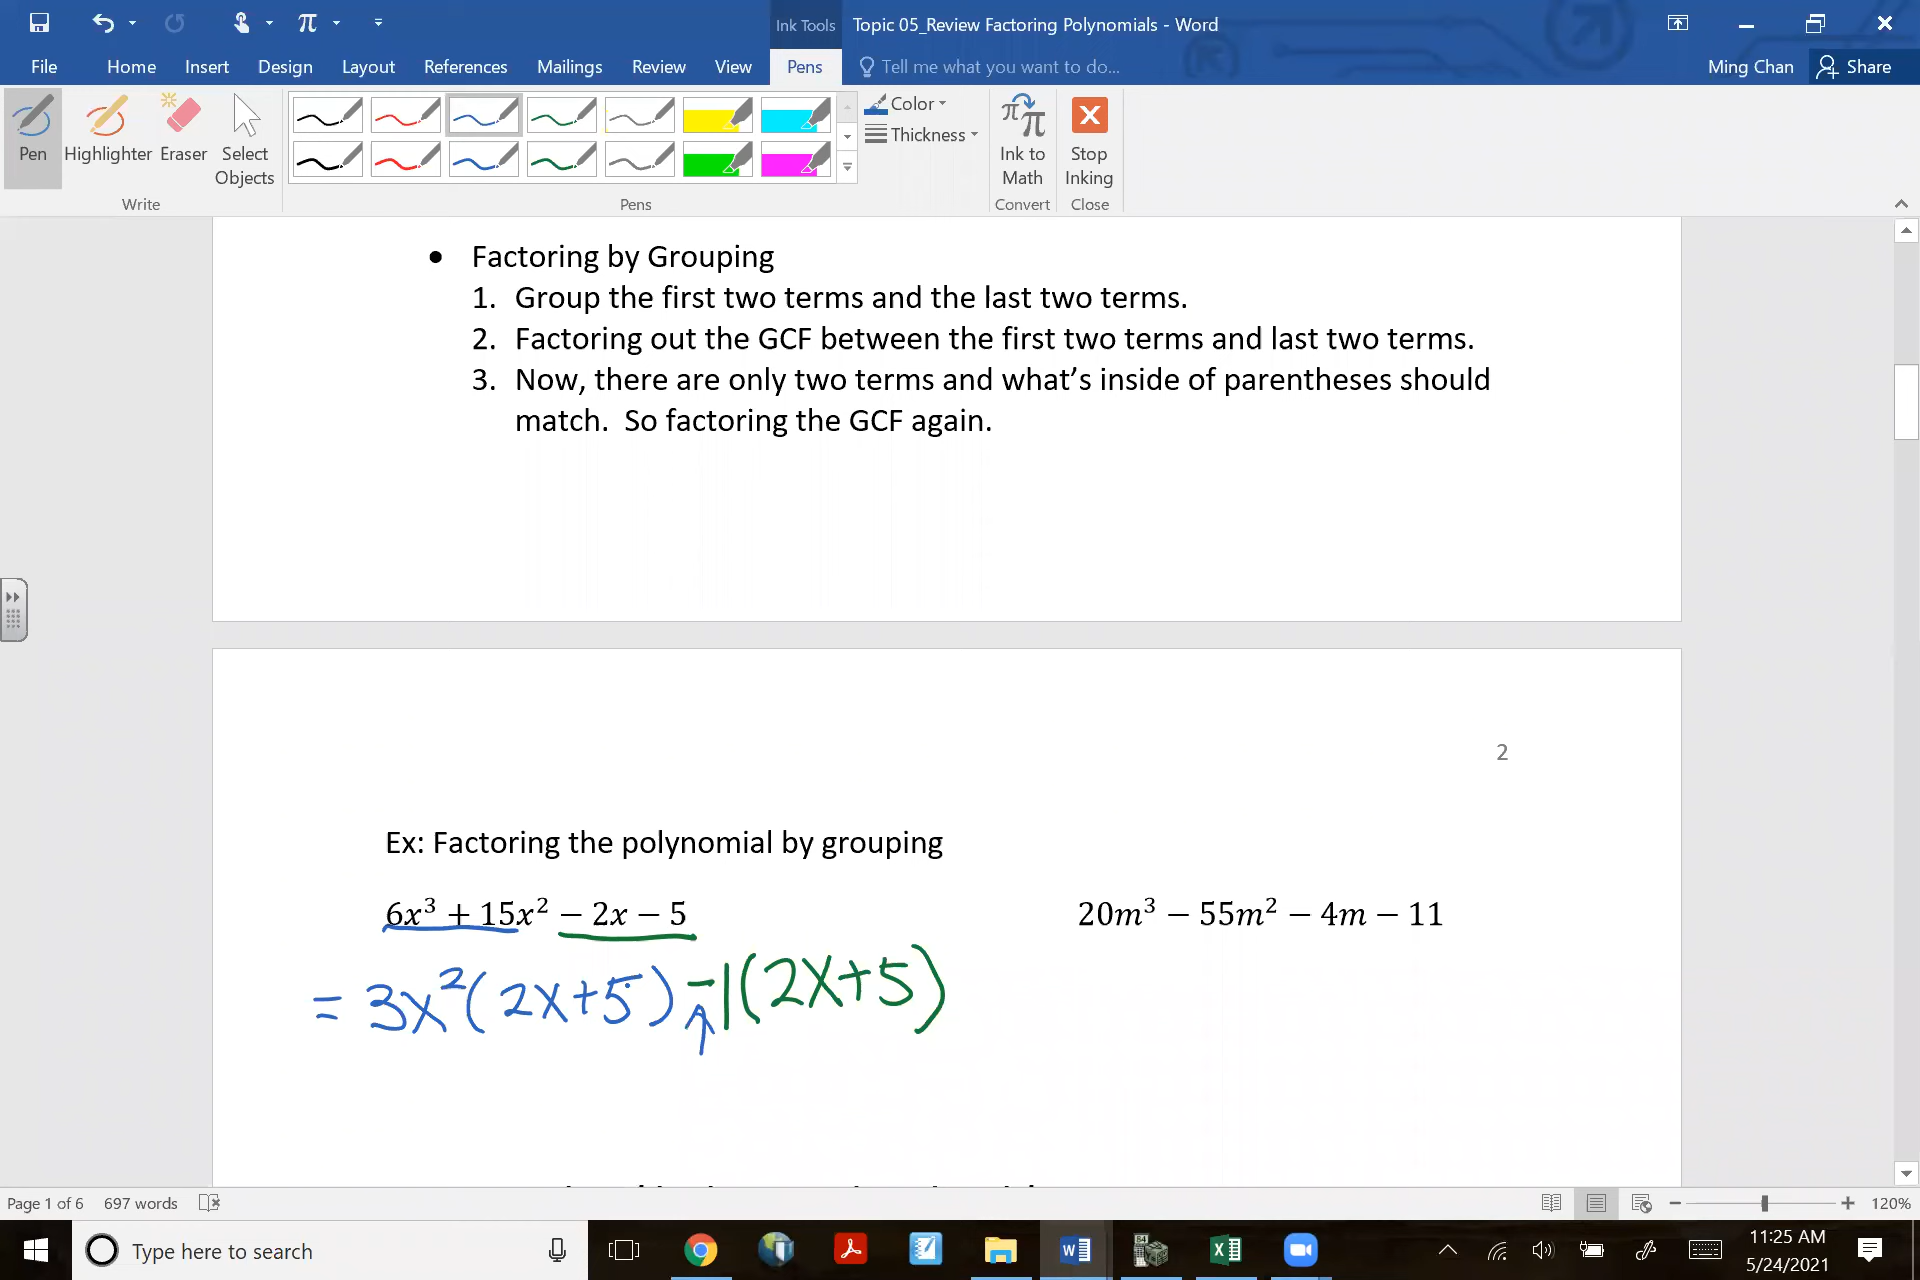 Ink Tools
Topic 05_Review Factoring Polynomials - Word
File Home Insert Design Layout References Mailings Review View Pens Tell me what you want to do... Ming Chan Share
Pen Highlighter Eraser Select Objects
Color
Thickness
Ink to Math
Stop Inking
Write Pens Convert Close
• Factoring by Grouping
1. Group the first two terms and the last two terms.
2. Factoring out the GCF between the first two terms and last two terms.
3. Now, there are only two terms and what's inside of parentheses should
match. So factoring the GCF again.
2
Ex: Factoring the polynomial by grouping
6x³ + 15x² − 2x − 5 20m³ − 55m² − 4m − 11
= 3x²(2x+5) −1(2x+5)
Page 1 of 6 697 words 120%
Type here to search
11:25 AM
5/24/2021